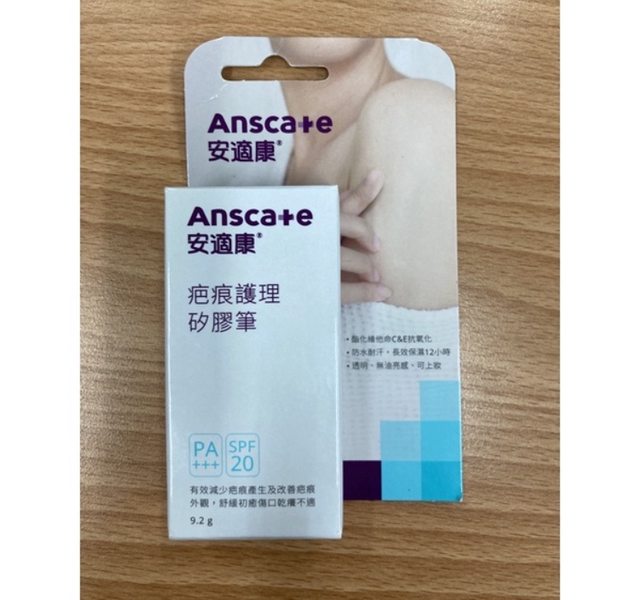 Ansca+e
安適康®
Ansca+e
安適康®
疤痕護理
矽膠筆
・酯化維他命C&E抗氧化
・防水耐汗，長效保濕12小時
・透明、無油亮感、可上妝
PA
+++
SPF
20
有效減少疤痕產生及改善疤痕
外觀，舒緩初癒傷口乾癢不適
9.2 g